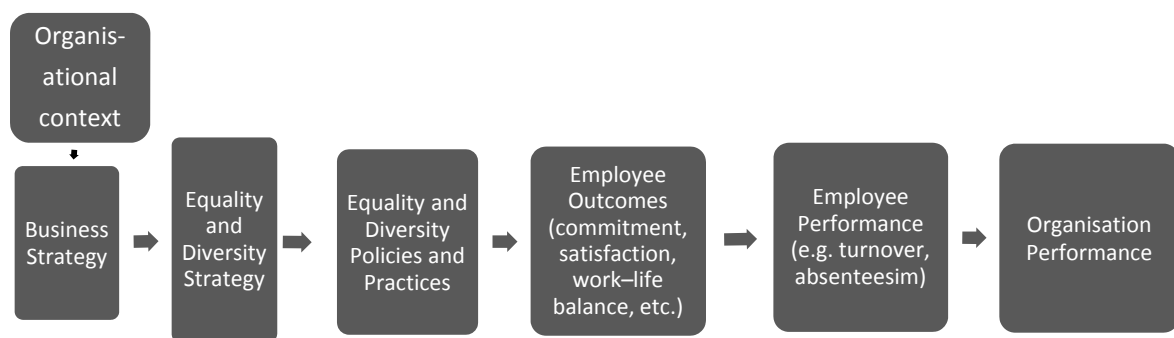 Organis-
ational
context
Business
Strategy
Equality
and
Diversity
Strategy
Equality and
Diversity
Policies and
Practices
Employee
Outcomes
(commitment,
satisfaction,
work–life
balance, etc.)
Employee
Performance
(e.g. turnover,
absenteesim)
Organisation
Performance